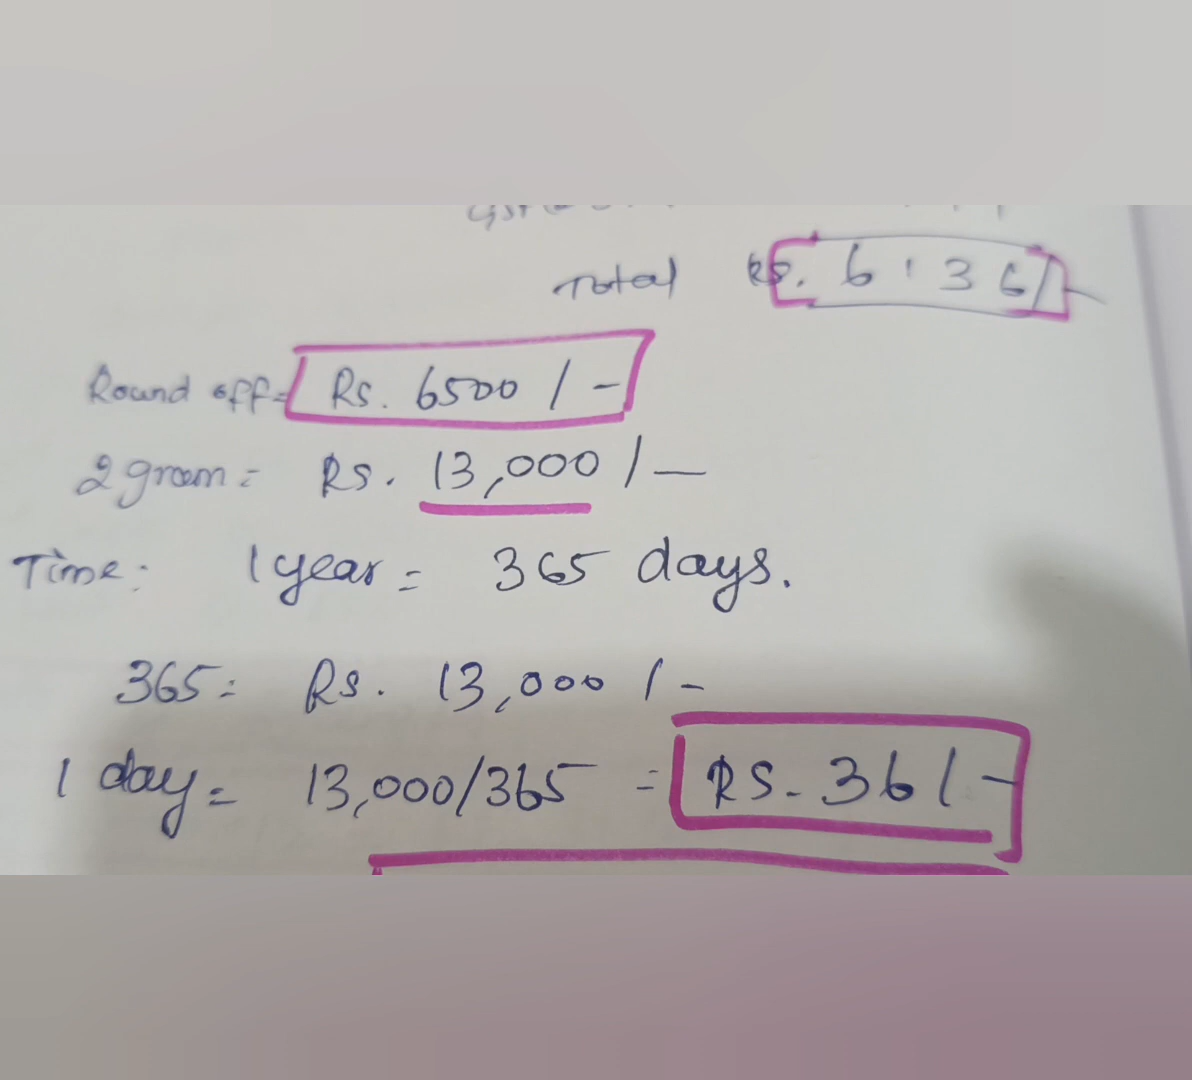 Total Rs. 6136/-
Round off = Rs. 6500/-
2 gram = Rs. 13,000/-
Time: 1 year = 365 days.
365 = Rs. 13,000/-
1 day = 13,000/365 = Rs. 36/-